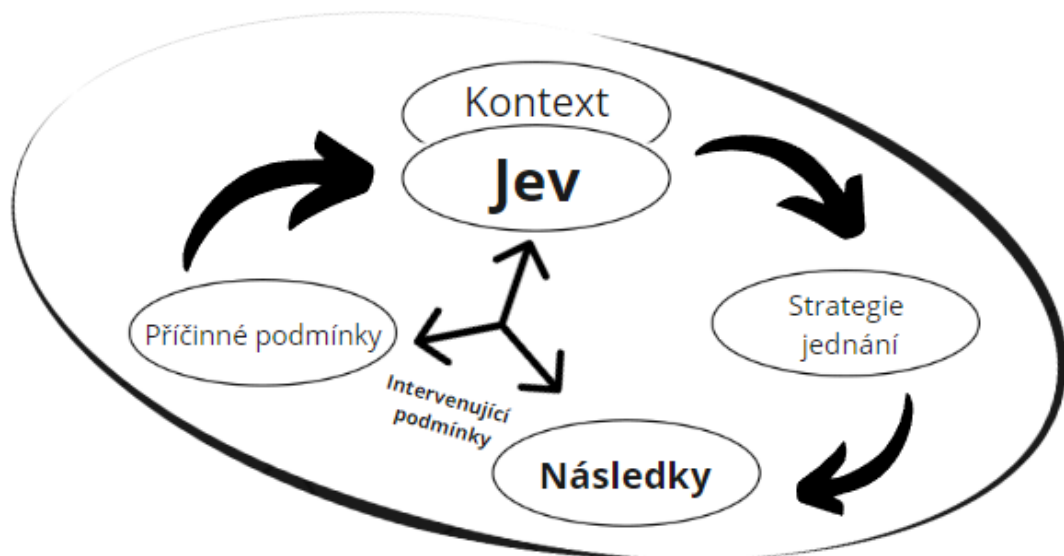 Kontext
Jev
Příčinné podmínky
Strategie
jednání
Intervenující
podmínky
Následky